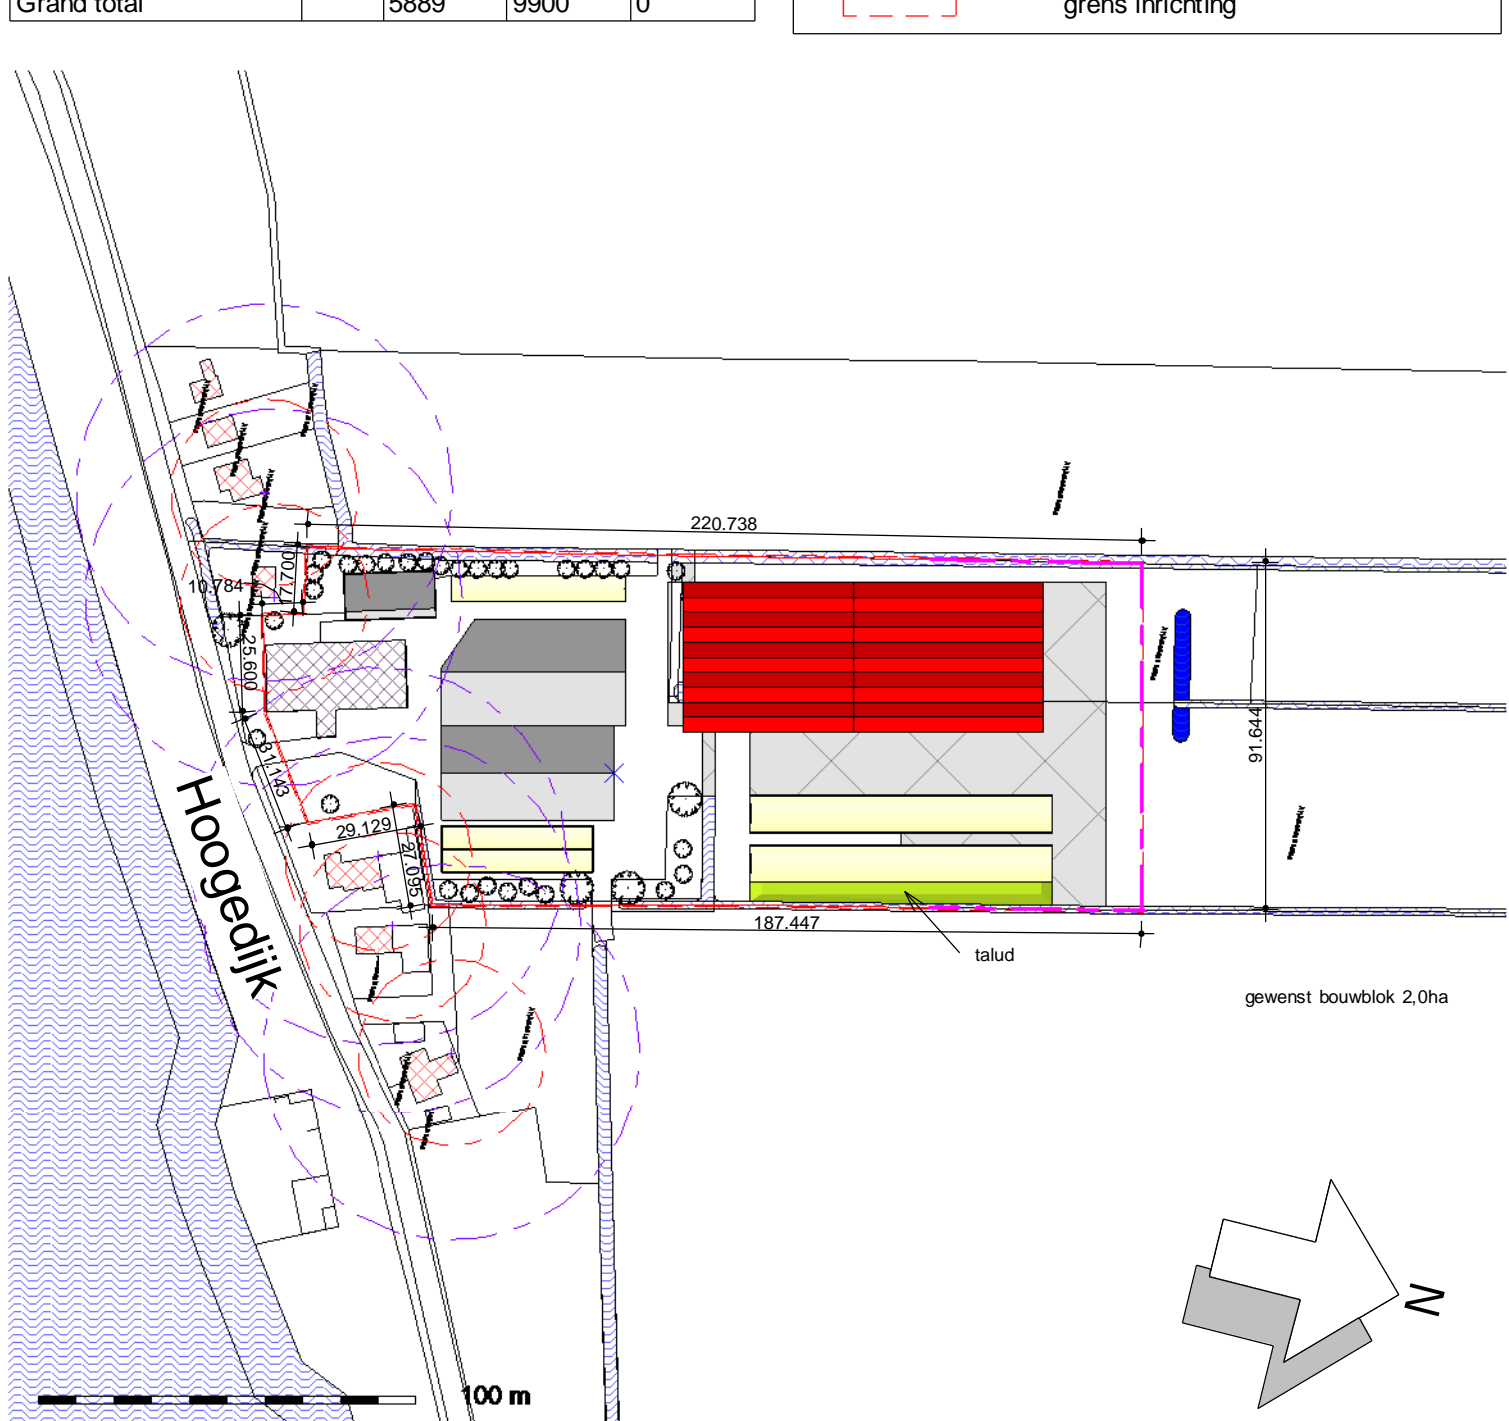 Grand total 5889 9900 0
grens inrichting
220.738
17.700
10.784
25.600
31.143
29.129
27.095
91.644
187.447
talud
Hoogedijk
gewenst bouwblok 2,0ha
N
100 m